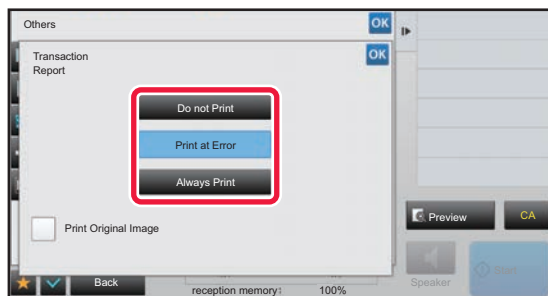 Others
OK
Transaction
Report
OK
Do not Print
Print at Error
Always Print
Print Original Image
Preview
CA
Back
reception memory:
100%
Speaker
Start